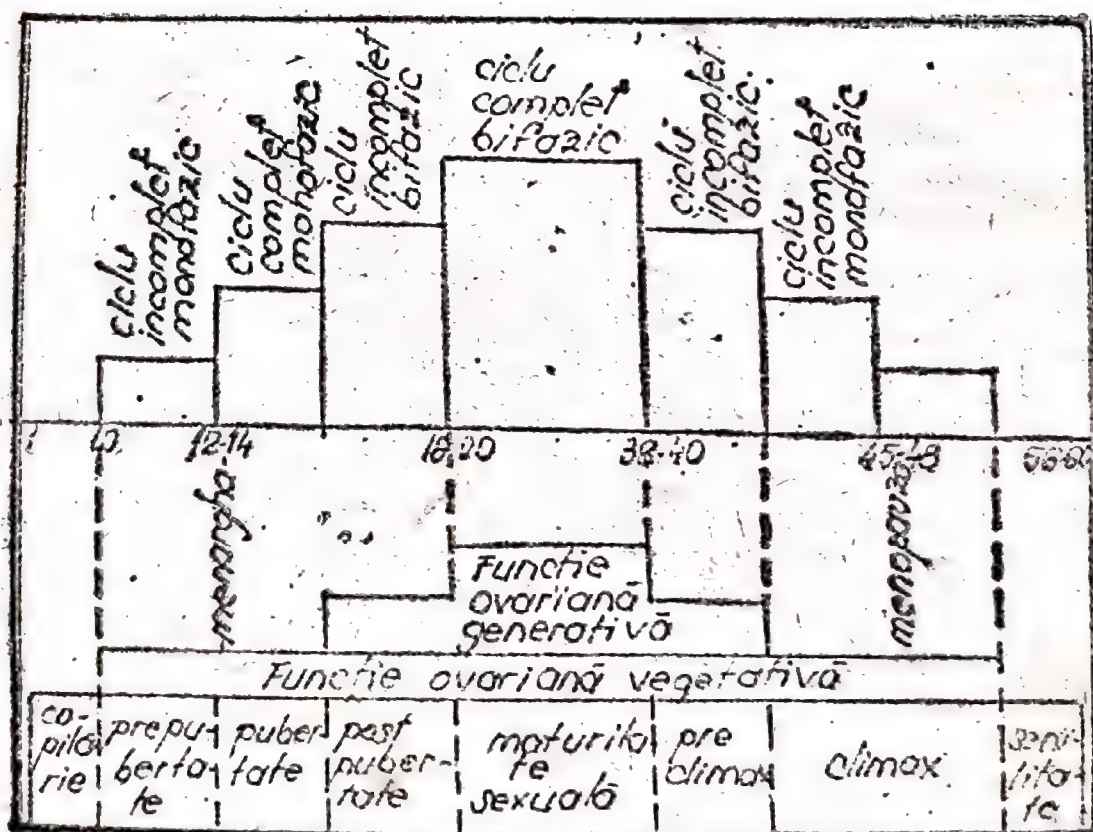 ciclu
incomplet
monofazic
ciclu
complet
monofazic
ciclu
incomplet
bifazic
ciclu
complet
bifazic
ciclu
incomplet
bifazic
ciclu
incomplet
monofazic
10
12-14
18-20
38-40
45-48
menarha
menopauza
Funcție
ovariană
generativă
Funcție ovariană vegetativă
co-
pilă-
rie
prepu-
berta-
te
puber
tate
post
puber-
tate
maturita
te
sexuală
pre
climax
climax
seni-
lita-
te